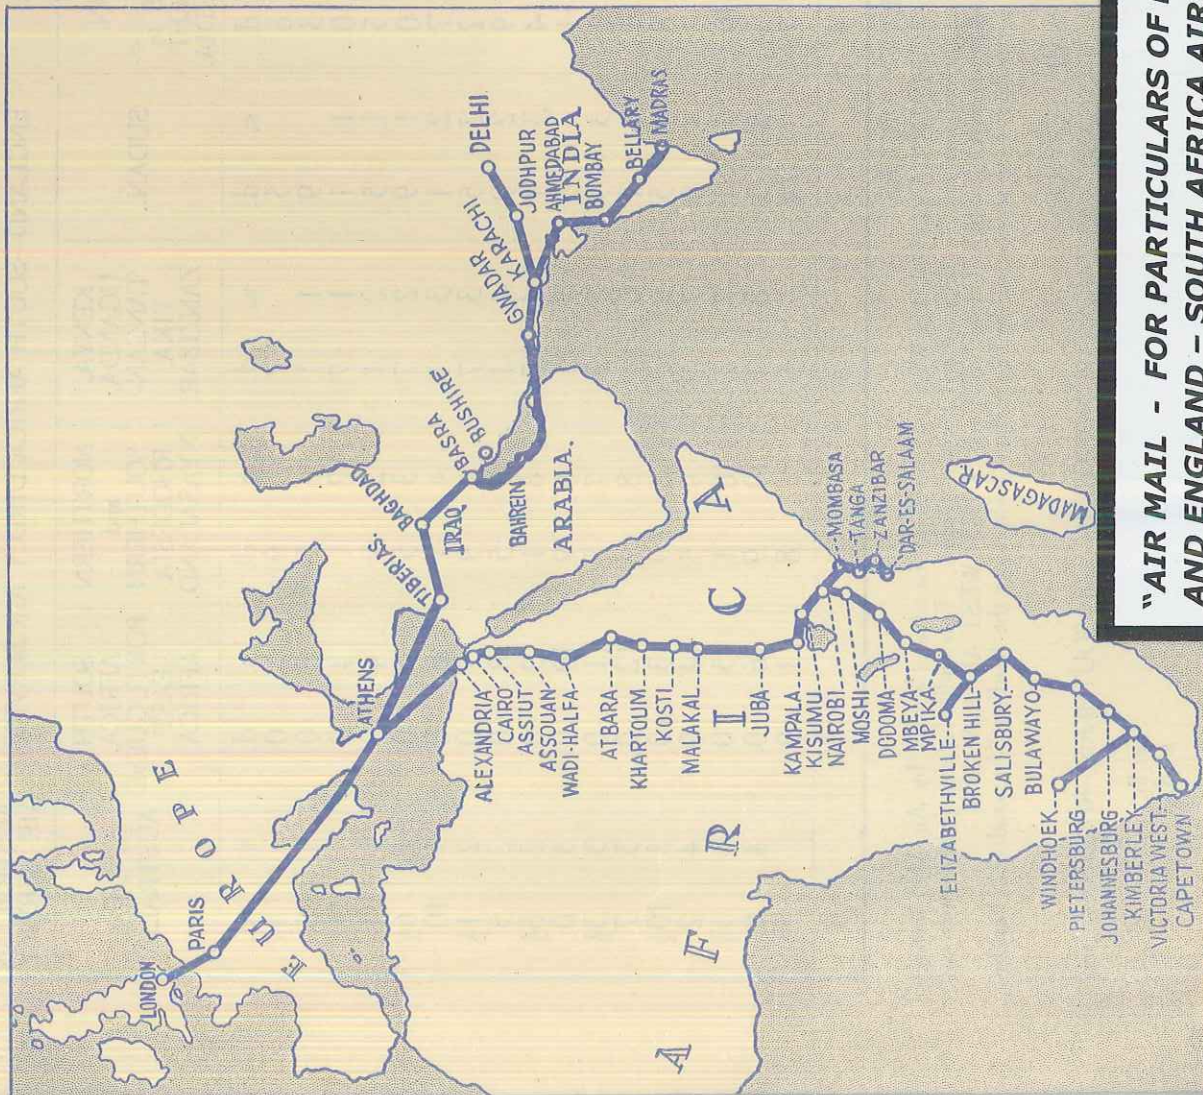 LONDON
PARIS
EUROPE
ATHENS
TIBERIAS.
BAGHDAD
IRAQ
BASRA
BUSHIRE
BAHREIN
ARABIA.
GWADAR
KARACHI
JODHPUR
DELHI
AHMEDABAD
INDIA
BOMBAY
BELLARY
MADRAS
ALEXANDRIA
CAIRO
ASSIUT
ASSOUAN
WADI-HALFA
ATBARA
KHARTOUM
KOSTI
MALAKAL
JUBA
KAMPALA
KISUMU
NAIROBI
MOSHI
DODOMA
MBEYA
MPIKA
ELIZABETHVILLE
BROKEN HILL
SALISBURY
BULAWAYO
WINDHOEK
PIETERSBURG
JOHANNESBURG
KIMBERLEY
VICTORIA WEST
CAPETOWN
MOMBASA
TANGA
ZANZIBAR
DAR-ES-SALAAM
MADAGASCAR
AFRICA
"AIR MAIL - FOR PARTICULARS OF
AND ENGLAND - SOUTH AFRICA AIR